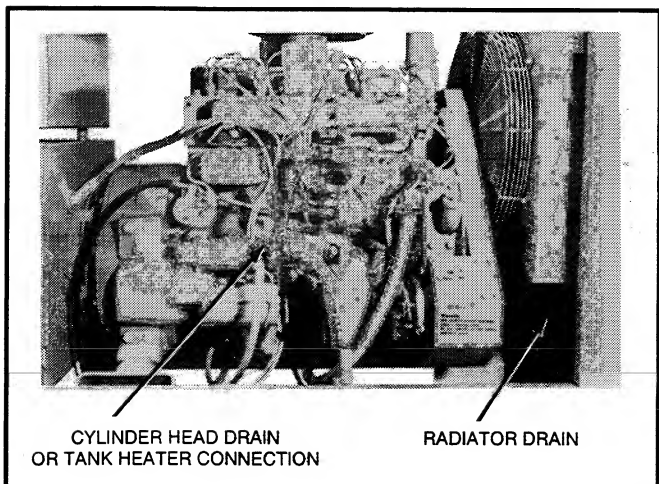 CYLINDER HEAD DRAIN
OR TANK HEATER CONNECTION
RADIATOR DRAIN